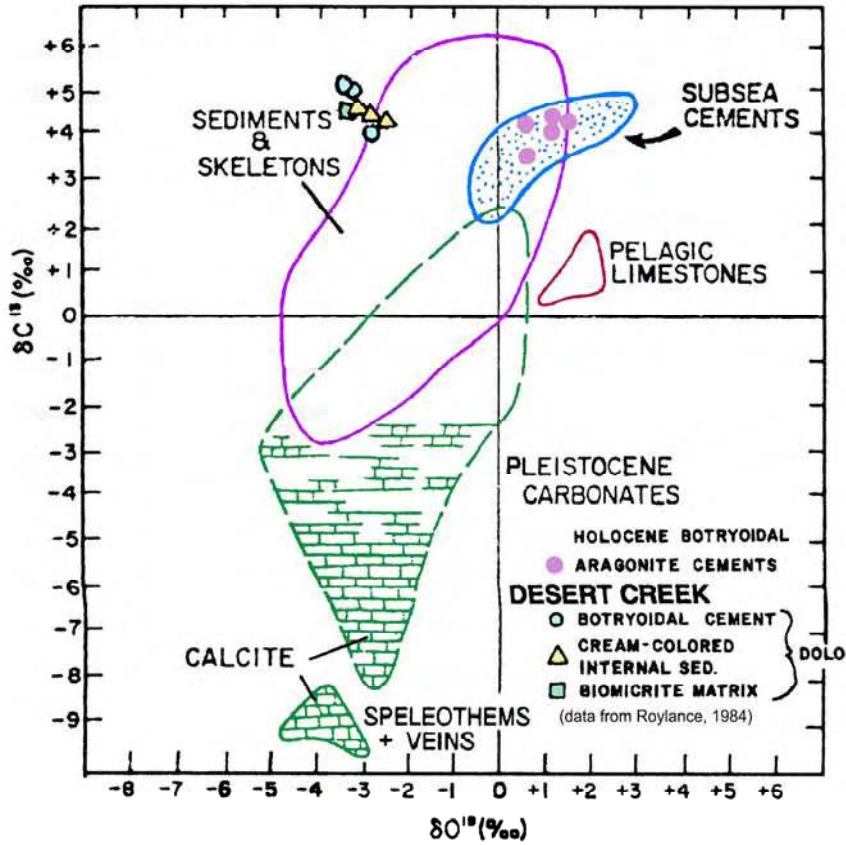 +6
+5
+4
+3
+2
+1
0
-1
-2
-3
-4
-5
-6
-7
-8
-9
δC¹³(‰)
SEDIMENTS
&
SKELETONS
SUBSEA
CEMENTS
PELAGIC
LIMESTONES
PLEISTOCENE
CARBONATES
HOLOCENE BOTRYOIDAL
ARAGONITE CEMENTS
DESERT CREEK
BOTRYOIDAL CEMENT
CREAM-COLORED
INTERNAL SED.
BIOMICRITE MATRIX
DOLO
(data from Roylance, 1984)
CALCITE
SPELEOTHEMS
+ VEINS
-8 -7 -6 -5 -4 -3 -2 -1 0 +1 +2 +3 +4 +5 +6
δO¹⁸(‰)